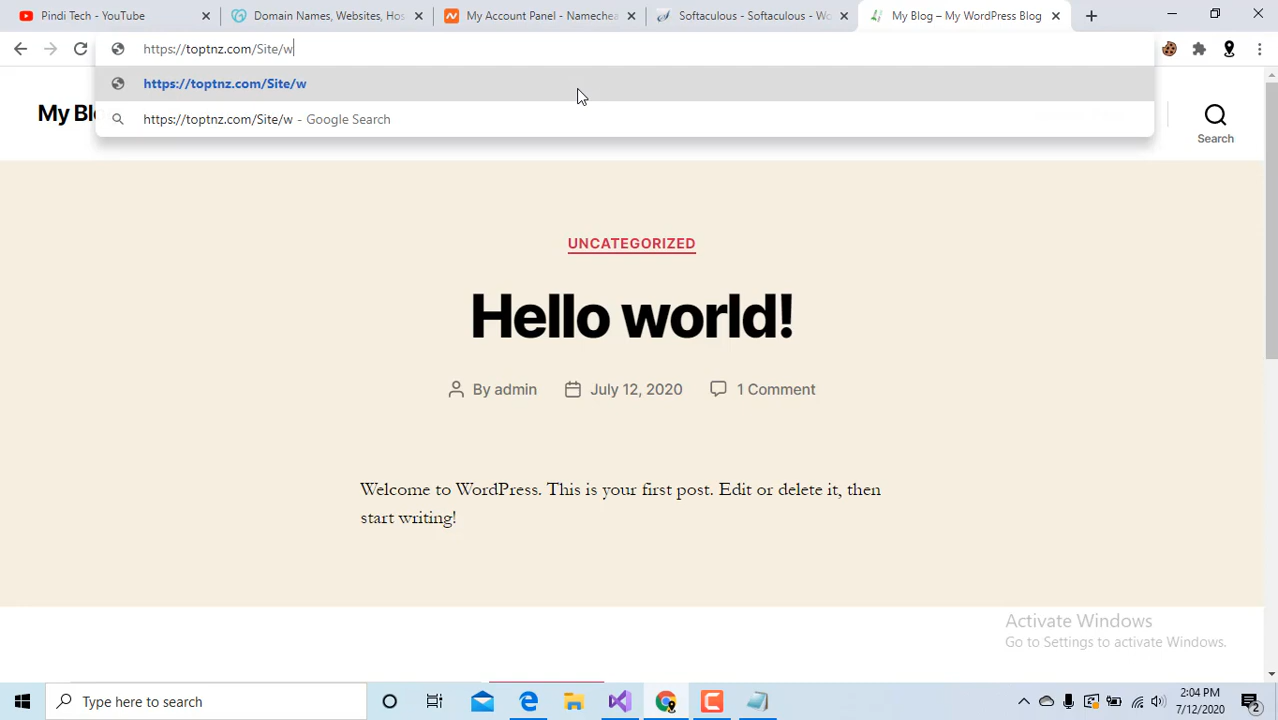 Pindi Tech - YouTube
Domain Names, Websites, Hos
My Account Panel - Namechea
Softaculous - Softaculous - Wo
My Blog – My WordPress Blog
https://toptnz.com/Site/w
https://toptnz.com/Site/w
https://toptnz.com/Site/w - Google Search
My Blo
Search
UNCATEGORIZED
Hello world!
By admin
July 12, 2020
1 Comment
Welcome to WordPress. This is your first post. Edit or delete it, then
start writing!
Activate Windows
Go to Settings to activate Windows.
Type here to search
2:04 PM
7/12/2020
2